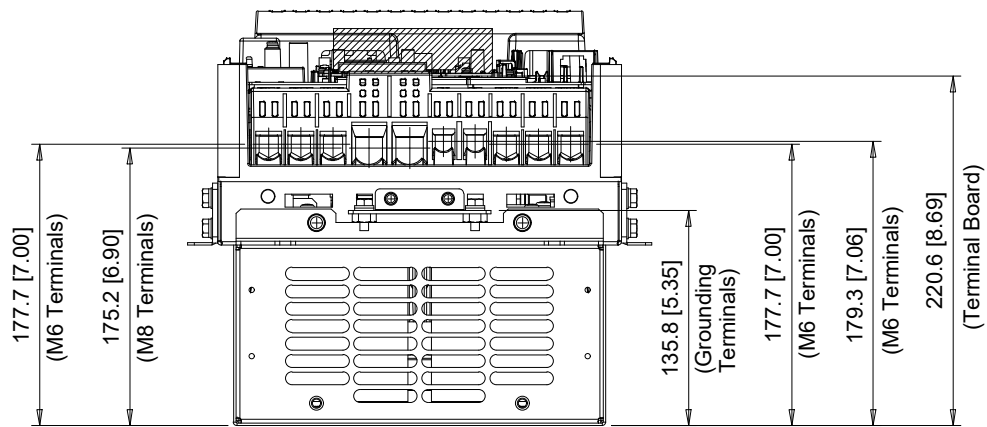 177.7 [7.00]
(M6 Terminals)
175.2 [6.90]
(M8 Terminals)
135.8 [5.35]
(Grounding
Terminals)
177.7 [7.00]
(M6 Terminals)
179.3 [7.06]
(M6 Terminals)
220.6 [8.69]
(Terminal Board)